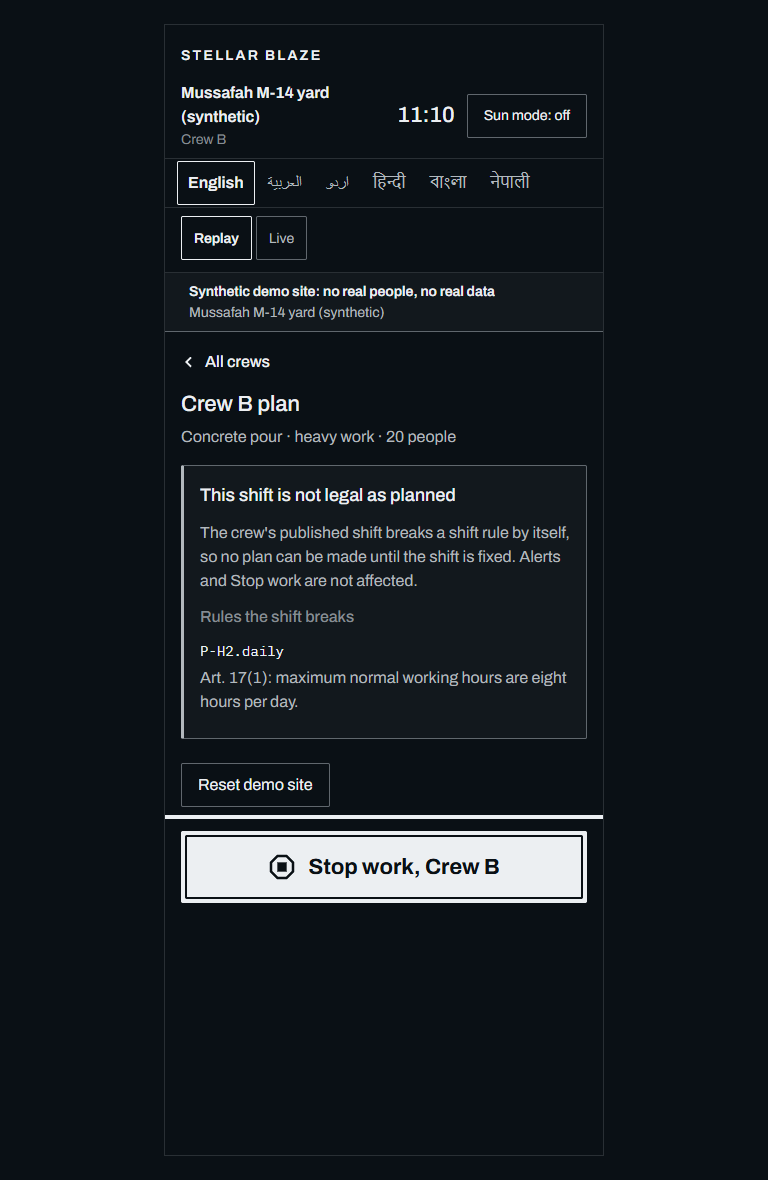 STELLAR BLAZE
Mussafah M-14 yard
(synthetic)
Crew B
11:10
Sun mode: off
English
العربية
اردو
हिन्दी
বাংলা
नेपाली
Replay
Live
Synthetic demo site: no real people, no real data
Mussafah M-14 yard (synthetic)
All crews
Crew B plan
Concrete pour · heavy work · 20 people
This shift is not legal as planned
The crew's published shift breaks a shift rule by itself,
so no plan can be made until the shift is fixed. Alerts
and Stop work are not affected.
Rules the shift breaks
P-H2.daily
Art. 17(1): maximum normal working hours are eight
hours per day.
Reset demo site
Stop work, Crew B